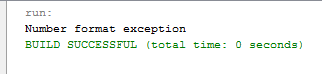 run:
Number format exception
BUILD SUCCESSFUL (total time: 0 seconds)